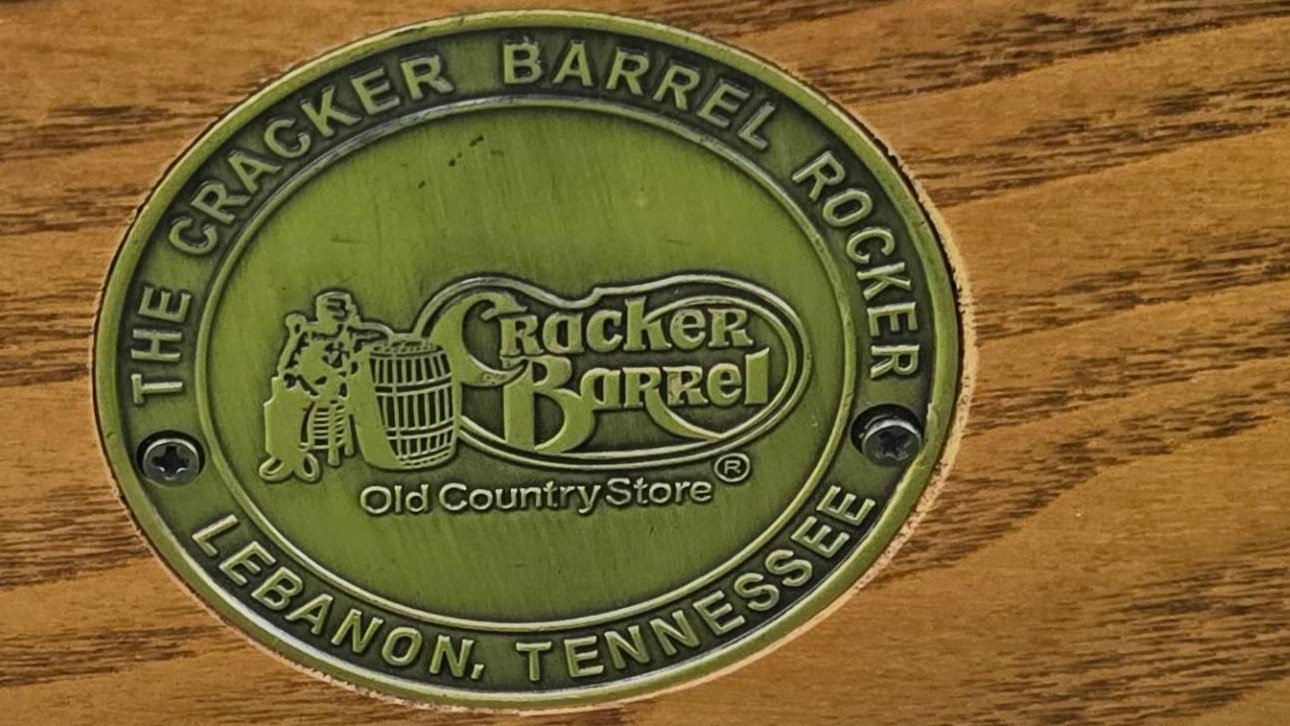 THE CRACKER BARREL ROCKER
Cracker
Barrel
Old Country Store®
LEBANON, TENNESSEE